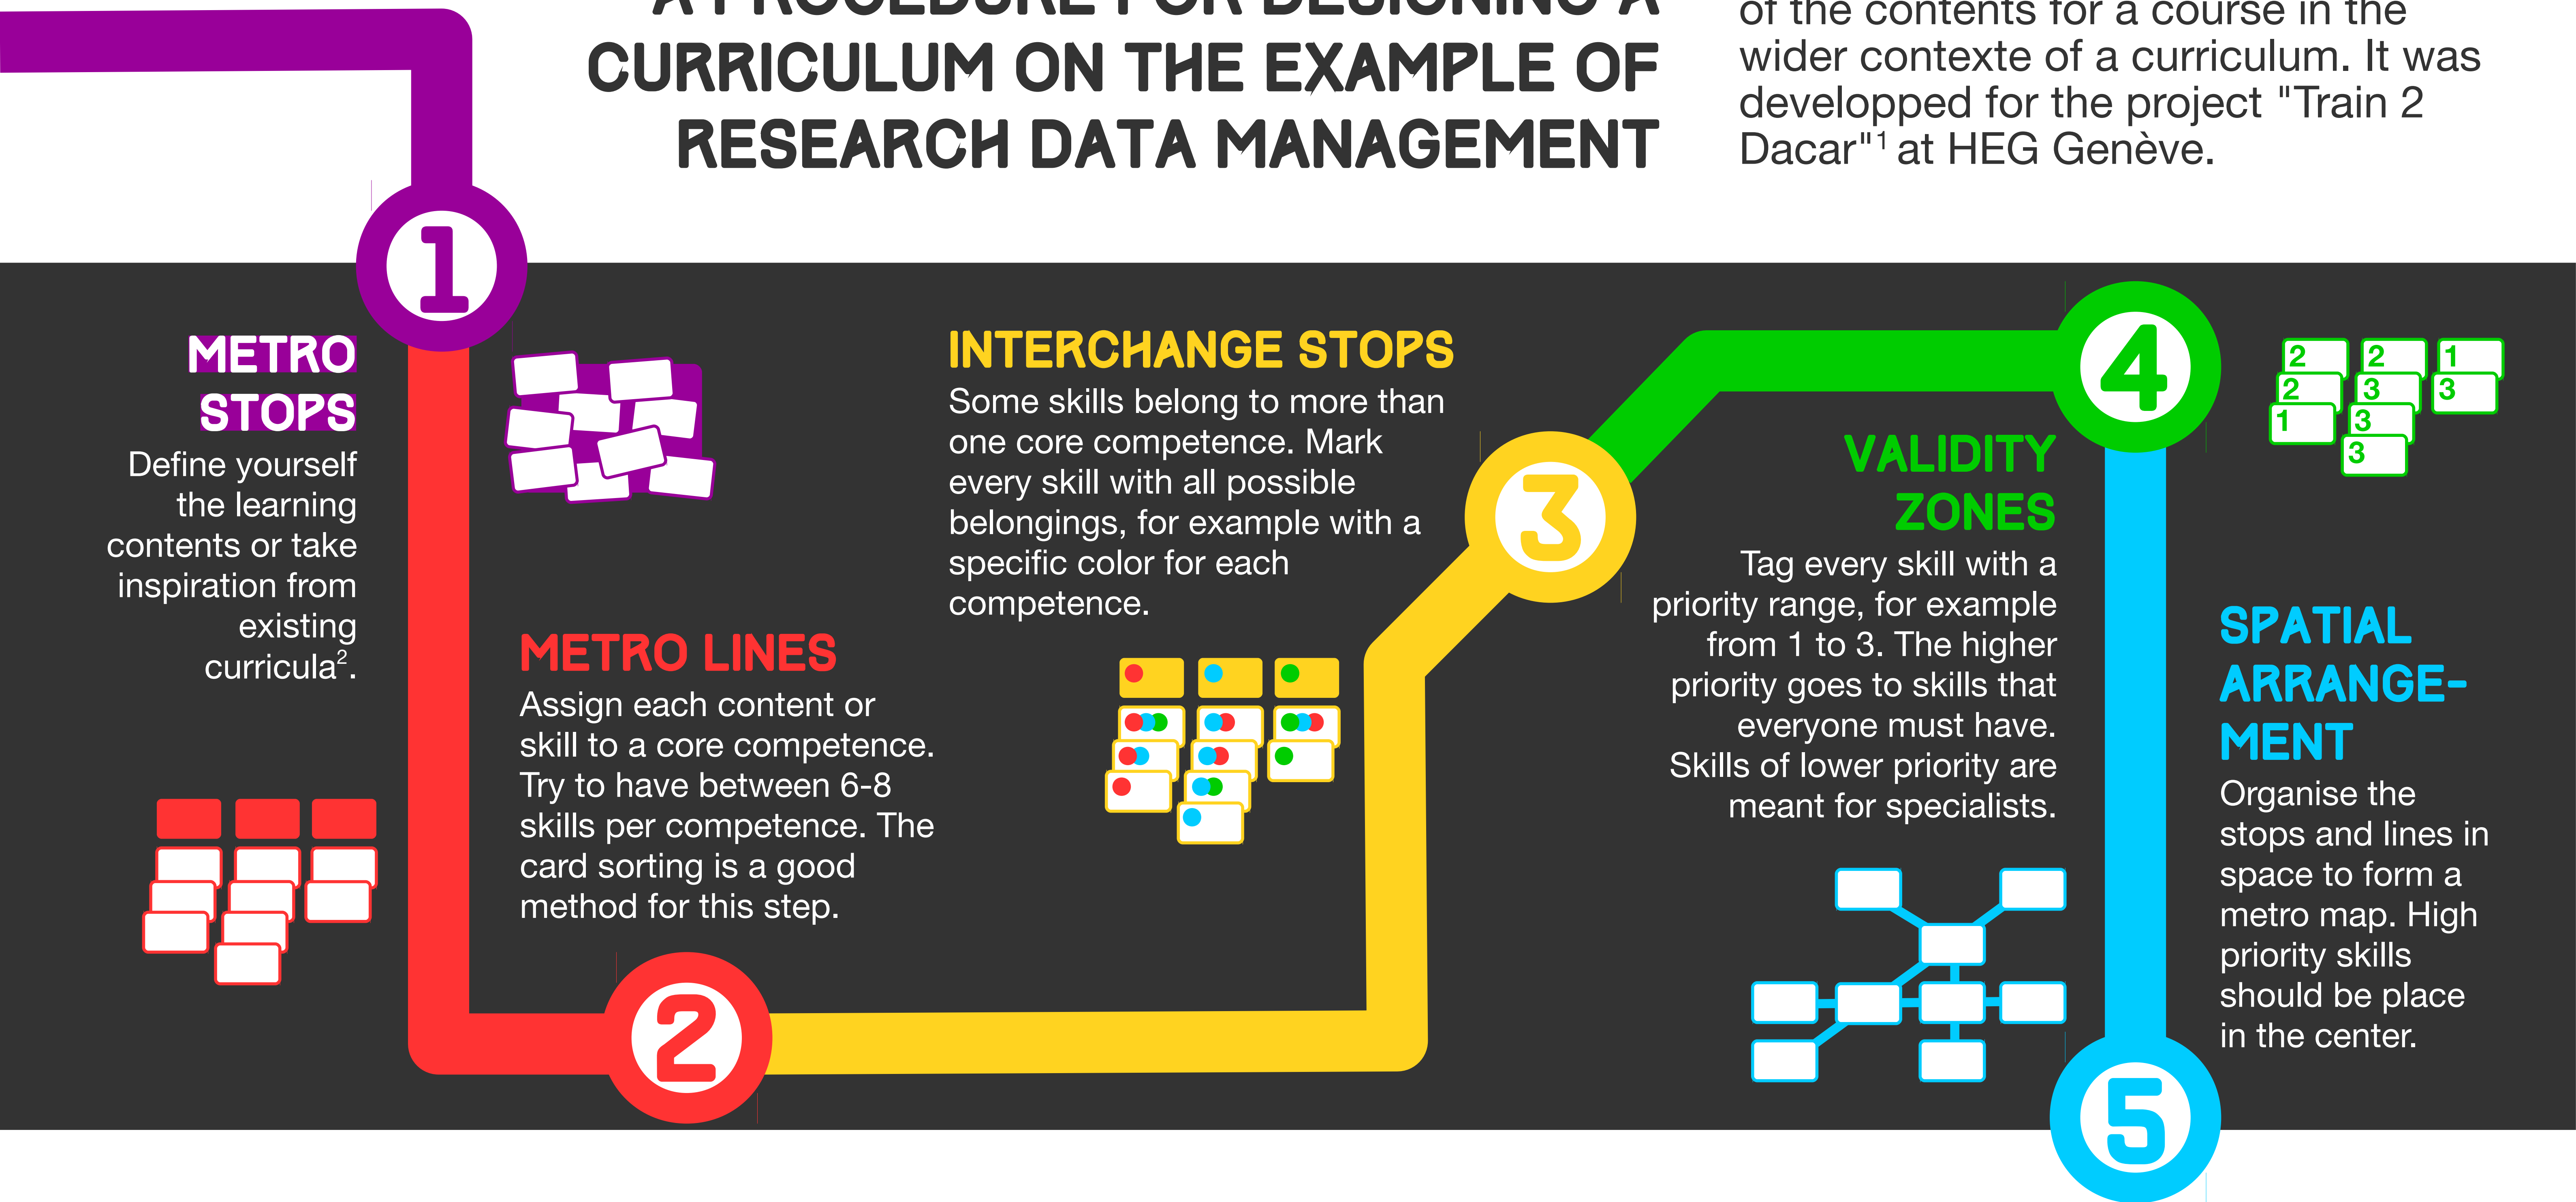 A PROCEDURE FOR DESIGNING A
CURRICULUM ON THE EXAMPLE OF
RESEARCH DATA MANAGEMENT
of the contents for a course in the
wider contexte of a curriculum. It was
developped for the project "Train 2
Dacar"¹ at HEG Genève.
1
METRO
STOPS
Define yourself
the learning
contents or take
inspiration from
existing
curricula².
METRO LINES
Assign each content or
skill to a core competence.
Try to have between 6-8
skills per competence. The
card sorting is a good
method for this step.
2
INTERCHANGE STOPS
Some skills belong to more than
one core competence. Mark
every skill with all possible
belongings, for example with a
specific color for each
competence.
3
VALIDITY
ZONES
Tag every skill with a
priority range, for example
from 1 to 3. The higher
priority goes to skills that
everyone must have.
Skills of lower priority are
meant for specialists.
4
2 2 1
2 3 3
1 3
3
SPATIAL
ARRANGE-
MENT
Organise the
stops and lines in
space to form a
metro map. High
priority skills
should be place
in the center.
5